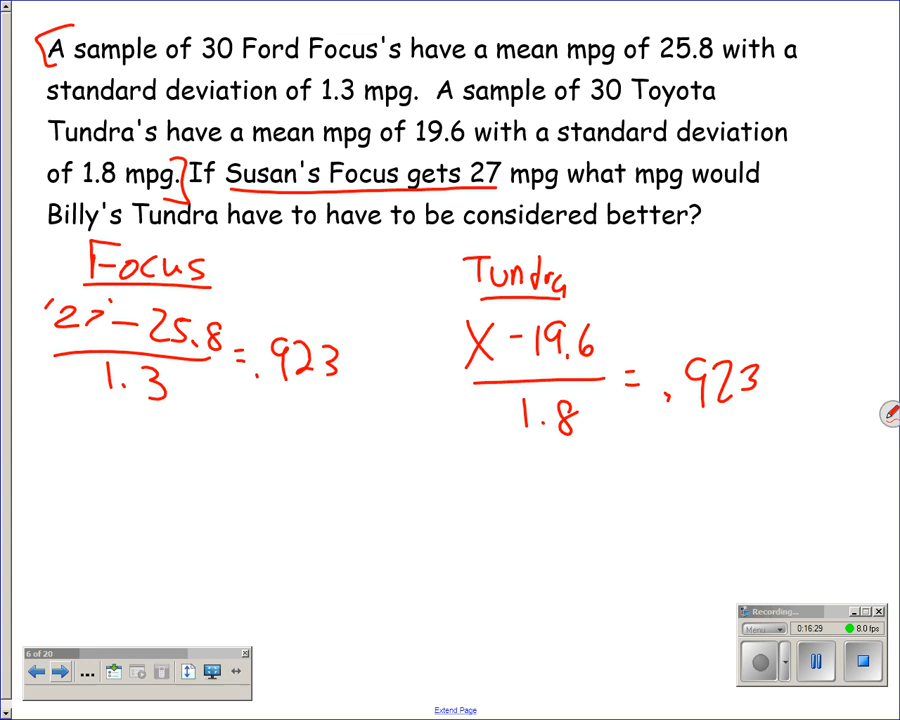 A sample of 30 Ford Focus's have a mean mpg of 25.8 with a
standard deviation of 1.3 mpg. A sample of 30 Toyota
Tundra's have a mean mpg of 19.6 with a standard deviation
of 1.8 mpg. If Susan's Focus gets 27 mpg what mpg would
Billy's Tundra have to have to be considered better?
Focus
27 - 25.8
1.3
= .923
Tundra
X - 19.6
1.8
= .923
Recording...
Menu
0:16:29
8.0 fps
6 of 20
...
Extend Page